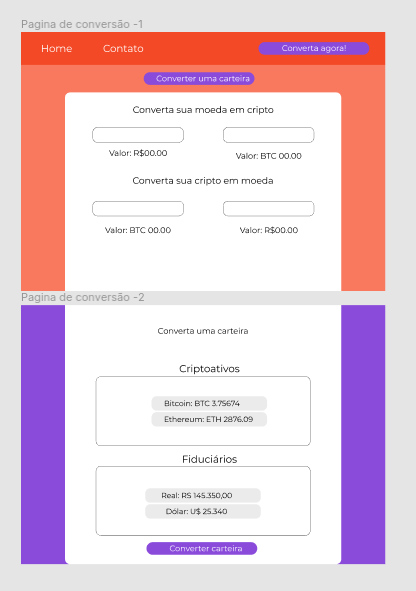 Pagina de conversão -1
Home
Contato
Converta agora!
Converter uma carteira
Converta sua moeda em cripto
Valor: R$00.00
Valor: BTC 00.00
Converta sua cripto em moeda
Valor: BTC 00.00
Valor: R$00.00
Pagina de conversão -2
Converta uma carteira
Criptoativos
Bitcoin: BTC 3.75674
Ethereum: ETH 2876.09
Fiduciários
Real: RS 145.350,00
Dólar: U$ 25.340
Converter carteira